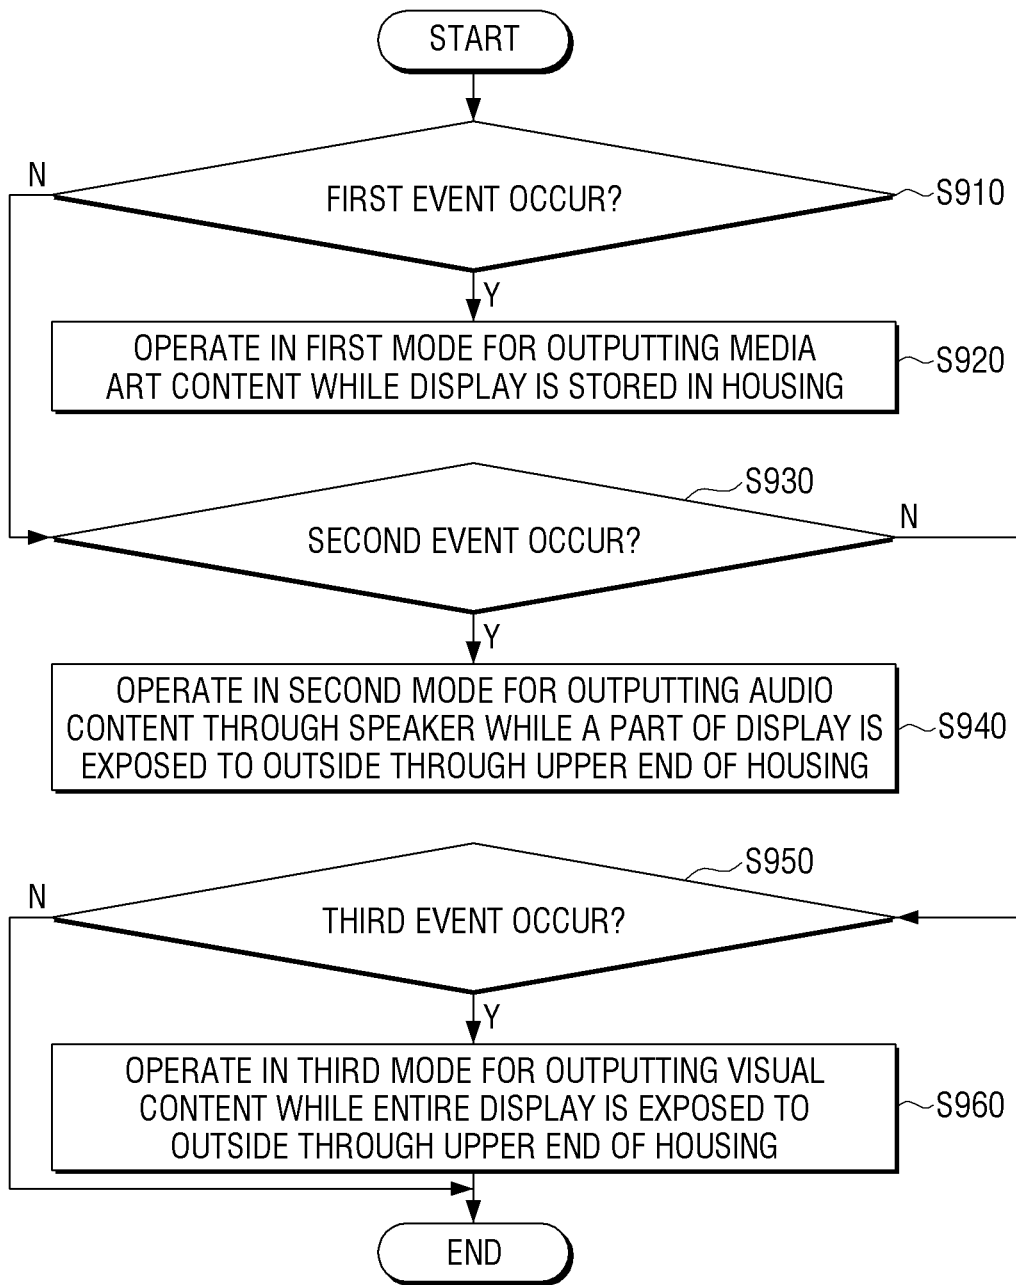 START
N
FIRST EVENT OCCUR?
S910
Y
OPERATE IN FIRST MODE FOR OUTPUTTING MEDIA
ART CONTENT WHILE DISPLAY IS STORED IN HOUSING
S920
S930
SECOND EVENT OCCUR?
N
Y
OPERATE IN SECOND MODE FOR OUTPUTTING AUDIO
CONTENT THROUGH SPEAKER WHILE A PART OF DISPLAY IS
EXPOSED TO OUTSIDE THROUGH UPPER END OF HOUSING
S940
S950
N
THIRD EVENT OCCUR?
Y
OPERATE IN THIRD MODE FOR OUTPUTTING VISUAL
CONTENT WHILE ENTIRE DISPLAY IS EXPOSED TO
OUTSIDE THROUGH UPPER END OF HOUSING
S960
END